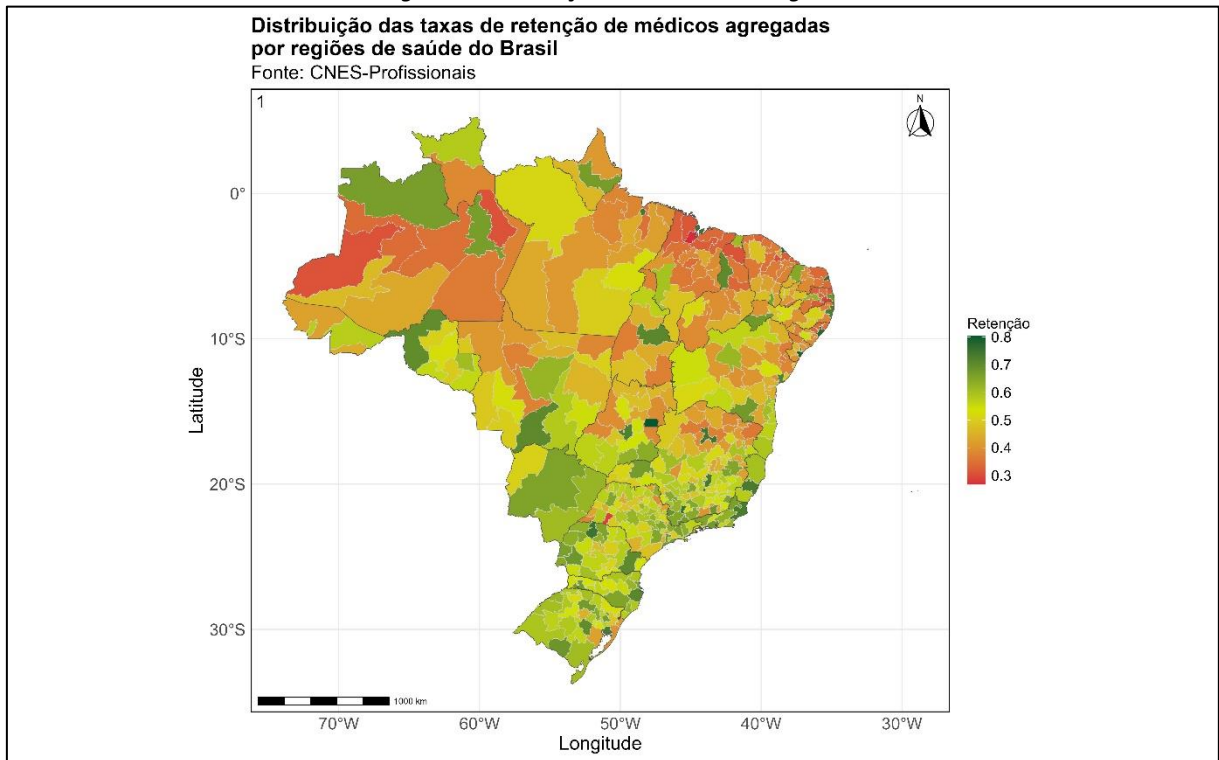 Distribuição das taxas de retenção de médicos agregadas
por regiões de saúde do Brasil
Fonte: CNES-Profissionais
1
N
0°
10°S
20°S
30°S
Latitude
Retenção
0.8
0.7
0.6
0.5
0.4
0.3
1000 km
70°W
60°W
50°W
40°W
30°W
Longitude